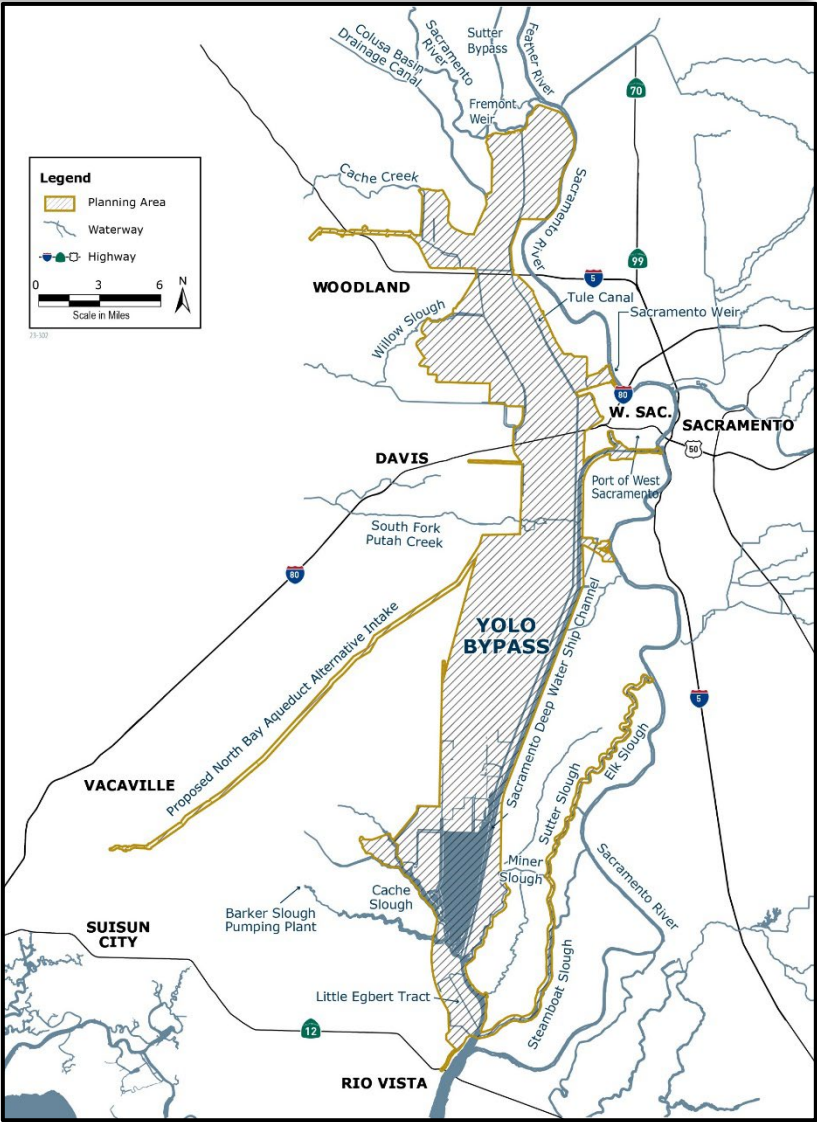 Colusa Basin
Drainage Canal
Sacramento
River
Sutter
Bypass
Feather River
Fremont
Weir
70
Cache Creek
Sacramento River
Legend
Planning Area
Waterway
Highway
0 3 6
Scale in Miles
N
23-302
99
5
WOODLAND
Tule Canal
Sacramento Weir
Willow Slough
80
W. SAC.
SACRAMENTO
50
DAVIS
Port of West
Sacramento
South Fork
Putah Creek
80
YOLO
BYPASS
Sacramento Deep Water Ship Channel
Proposed North Bay Aqueduct Alternative Intake
5
Elk Slough
VACAVILLE
Sutter Slough
Miner
Slough
Sacramento River
Cache
Slough
Barker Slough
Pumping Plant
SUISUN
CITY
Steamboat Slough
Little Egbert Tract
12
RIO VISTA